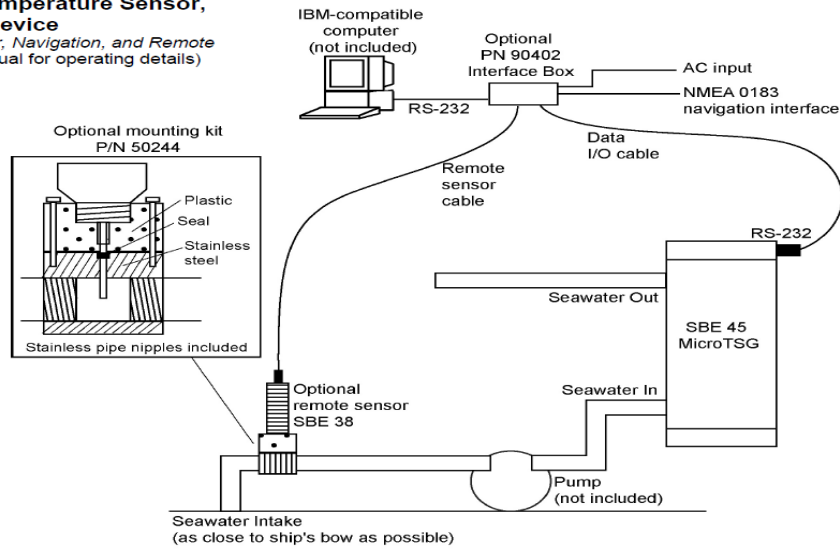 mperature Sensor,
evice
r, Navigation, and Remote
ual for operating details)
IBM-compatible
computer
(not included)
Optional
PN 90402
Interface Box
AC input
NMEA 0183
navigation interface
RS-232
Data
I/O cable
Remote
sensor
cable
Optional mounting kit
P/N 50244
Plastic
Seal
Stainless
steel
Stainless pipe nipples included
RS-232
Seawater Out
SBE 45
MicroTSG
Seawater In
Optional
remote sensor
SBE 38
Pump
(not included)
Seawater Intake
(as close to ship's bow as possible)